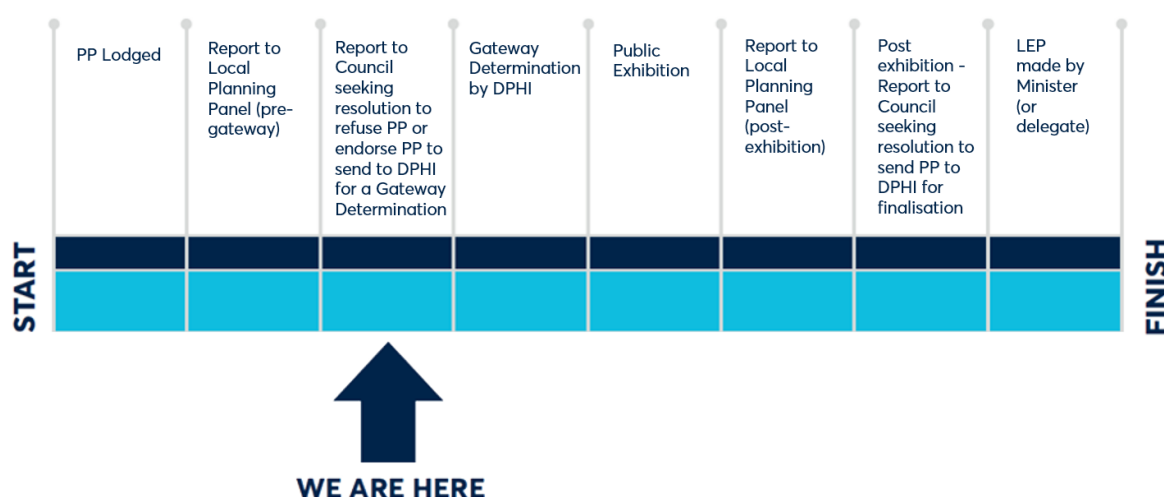 PP Lodged
Report to
Local
Planning
Panel (pre-
gateway)
Report to
Council
seeking
resolution to
refuse PP or
endorse PP to
send to DPHI
for a Gateway
Determination
Gateway
Determination
by DPHI
Public
Exhibition
Report to
Local
Planning
Panel
(post-
exhibition)
Post
exhibition -
Report to
Council
seeking
resolution to
send PP to
DPHI for
finalisation
LEP
made by
Minister
(or
delegate)
START
FINISH
WE ARE HERE